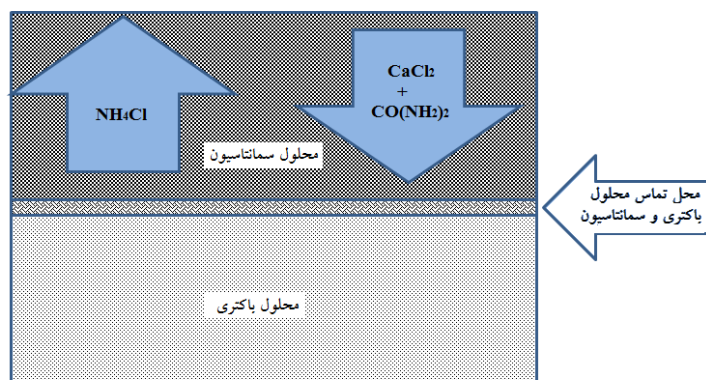 CaCl₂
+
CO(NH₂)₂
NH₄Cl
محلول سمانتاسیون
محل تماس محلول
باکتری و سمانتاسیون
محلول باکتری